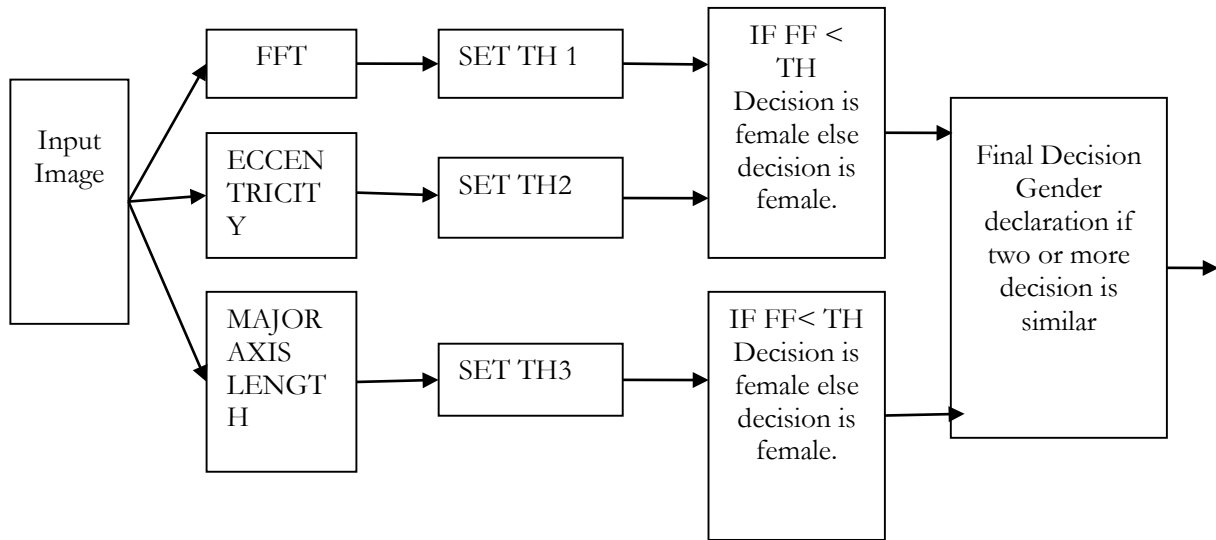 Input
Image
FFT
SET TH 1
ECCEN
TRICIT
Y
SET TH2
IF FF <
TH
Decision is
female else
decision is
female.
MAJOR
AXIS
LENGT
H
SET TH3
IF FF< TH
Decision is
female else
decision is
female.
Final Decision
Gender
declaration if
two or more
decision is
similar